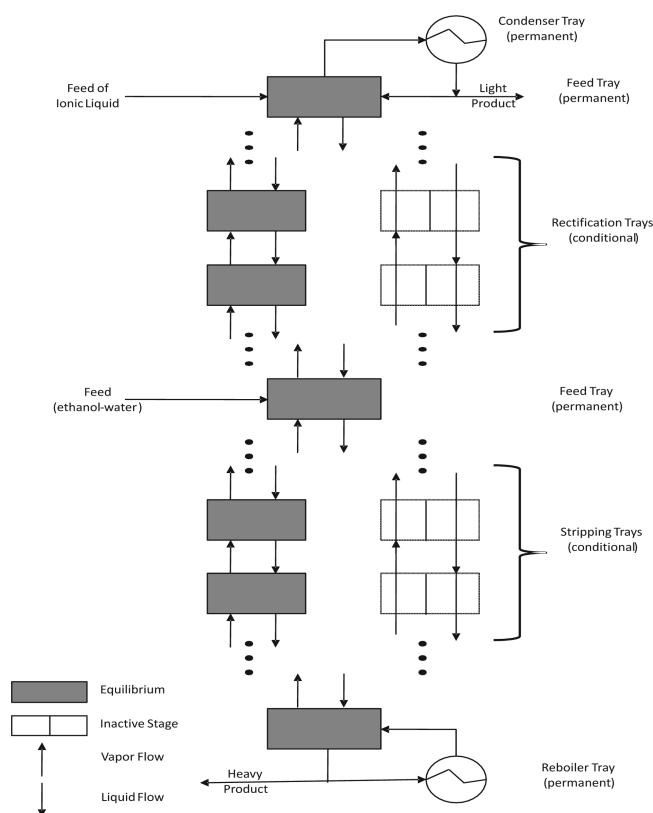 Condenser Tray
(permanent)
Feed of
Ionic Liquid
Light
Product
Feed Tray
(permanent)
Rectification Trays
(conditional)
Feed
(ethanol-water)
Feed Tray
(permanent)
Stripping Trays
(conditional)
Equilibrium
Inactive Stage
Vapor Flow
Liquid Flow
Heavy
Product
Reboiler Tray
(permanent)